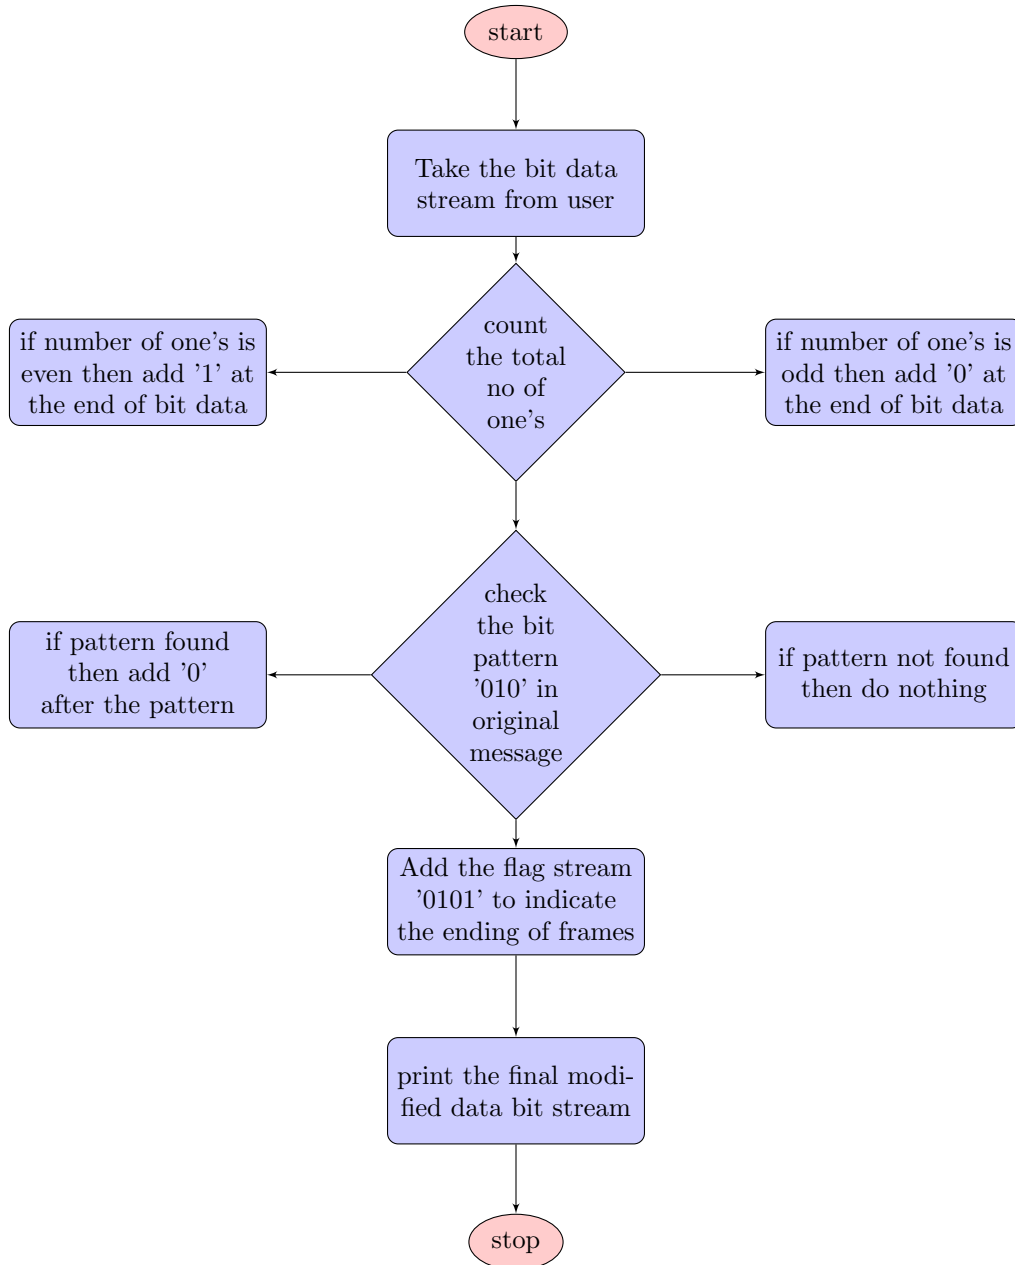 start
Take the bit data
stream from user
count
the total
no of
one's
if number of one's is
even then add '1' at
the end of bit data
if number of one's is
odd then add '0' at
the end of bit data
check
the bit
pattern
'010' in
original
message
if pattern found
then add '0'
after the pattern
if pattern not found
then do nothing
Add the flag stream
'0101' to indicate
the ending of frames
print the final modi-
fied data bit stream
stop